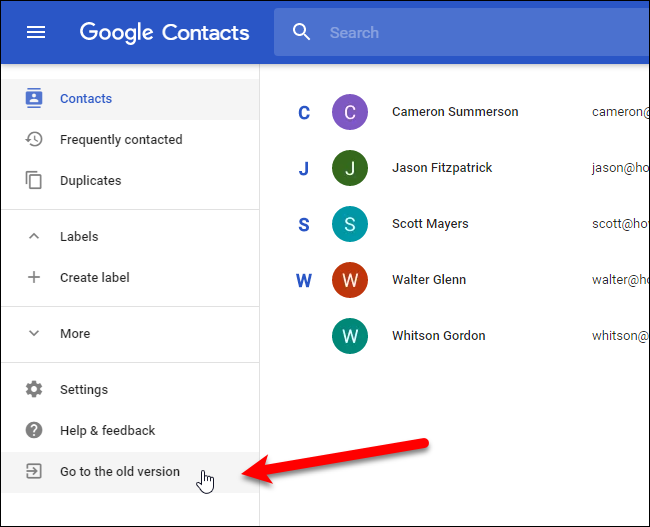 Google Contacts
Search
Contacts
Frequently contacted
Duplicates
Labels
Create label
More
Settings
Help & feedback
Go to the old version
C C Cameron Summerson cameron@
J J Jason Fitzpatrick jason@ho
S S Scott Mayers scott@ho
W W Walter Glenn walter@ho
W Whitson Gordon whitson@